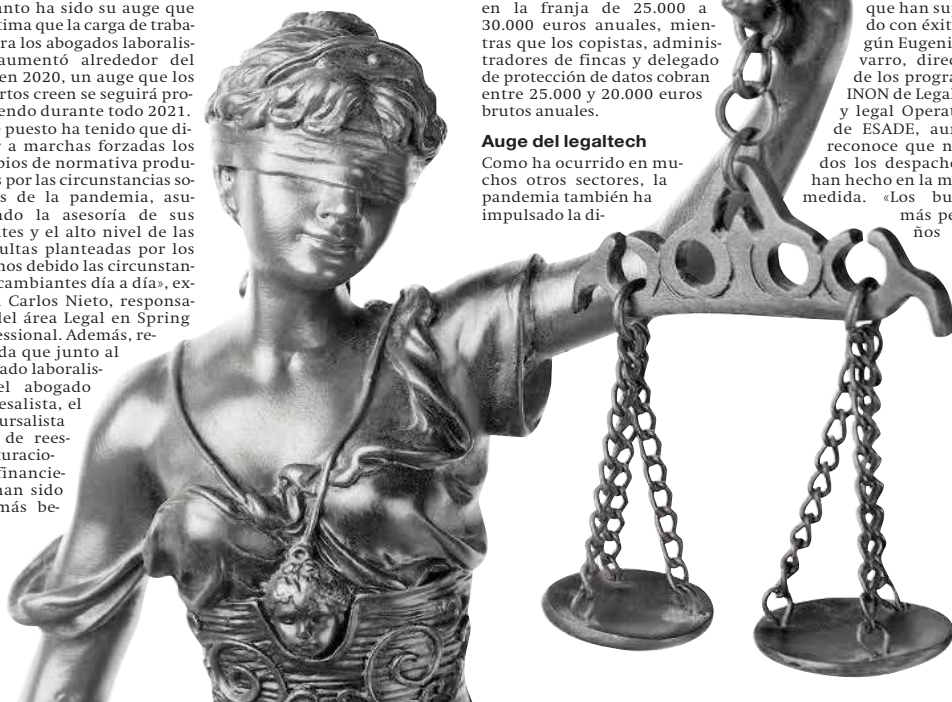 anto ha sido su auge que
tima que la carga de traba-
ra los abogados laboralis-
aumentó alrededor del
en 2020, un auge que los
rtos creen se seguirá pro-
endo durante todo 2021.
puesto ha tenido que di-
r a marchas forzadas los
bios de normativa produ-
s por las circunstancias so-
s de la pandemia, asu-
ndo la asesoría de sus
tes y el alto nivel de las
ultas planteadas por los
nos debido las circunstan-
cambiantes día a día», ex-
Carlos Nieto, responsa-
del área Legal en Spring
essional. Además, re-
da que junto al
ado laboralis-
el abogado
esalista, el
ursalista
de rees-
turacio-
financie-
han sido
más be-
en la franja de 25.000 a
30.000 euros anuales, mien-
tras que los copistas, adminis-
tradores de fincas y delegado
de protección de datos cobran
entre 25.000 y 20.000 euros
brutos anuales.
Auge del legaltech
Como ha ocurrido en mu-
chos otros sectores, la
pandemia también ha
impulsado la di-
que han su
do con éxit
gún Eugeni
varro, direc
de los progra
INON de Legal
y legal Operat
de ESADE, aun
reconoce que n
dos los despacho
han hecho en la m
medida. «Los bu
más pe
ños